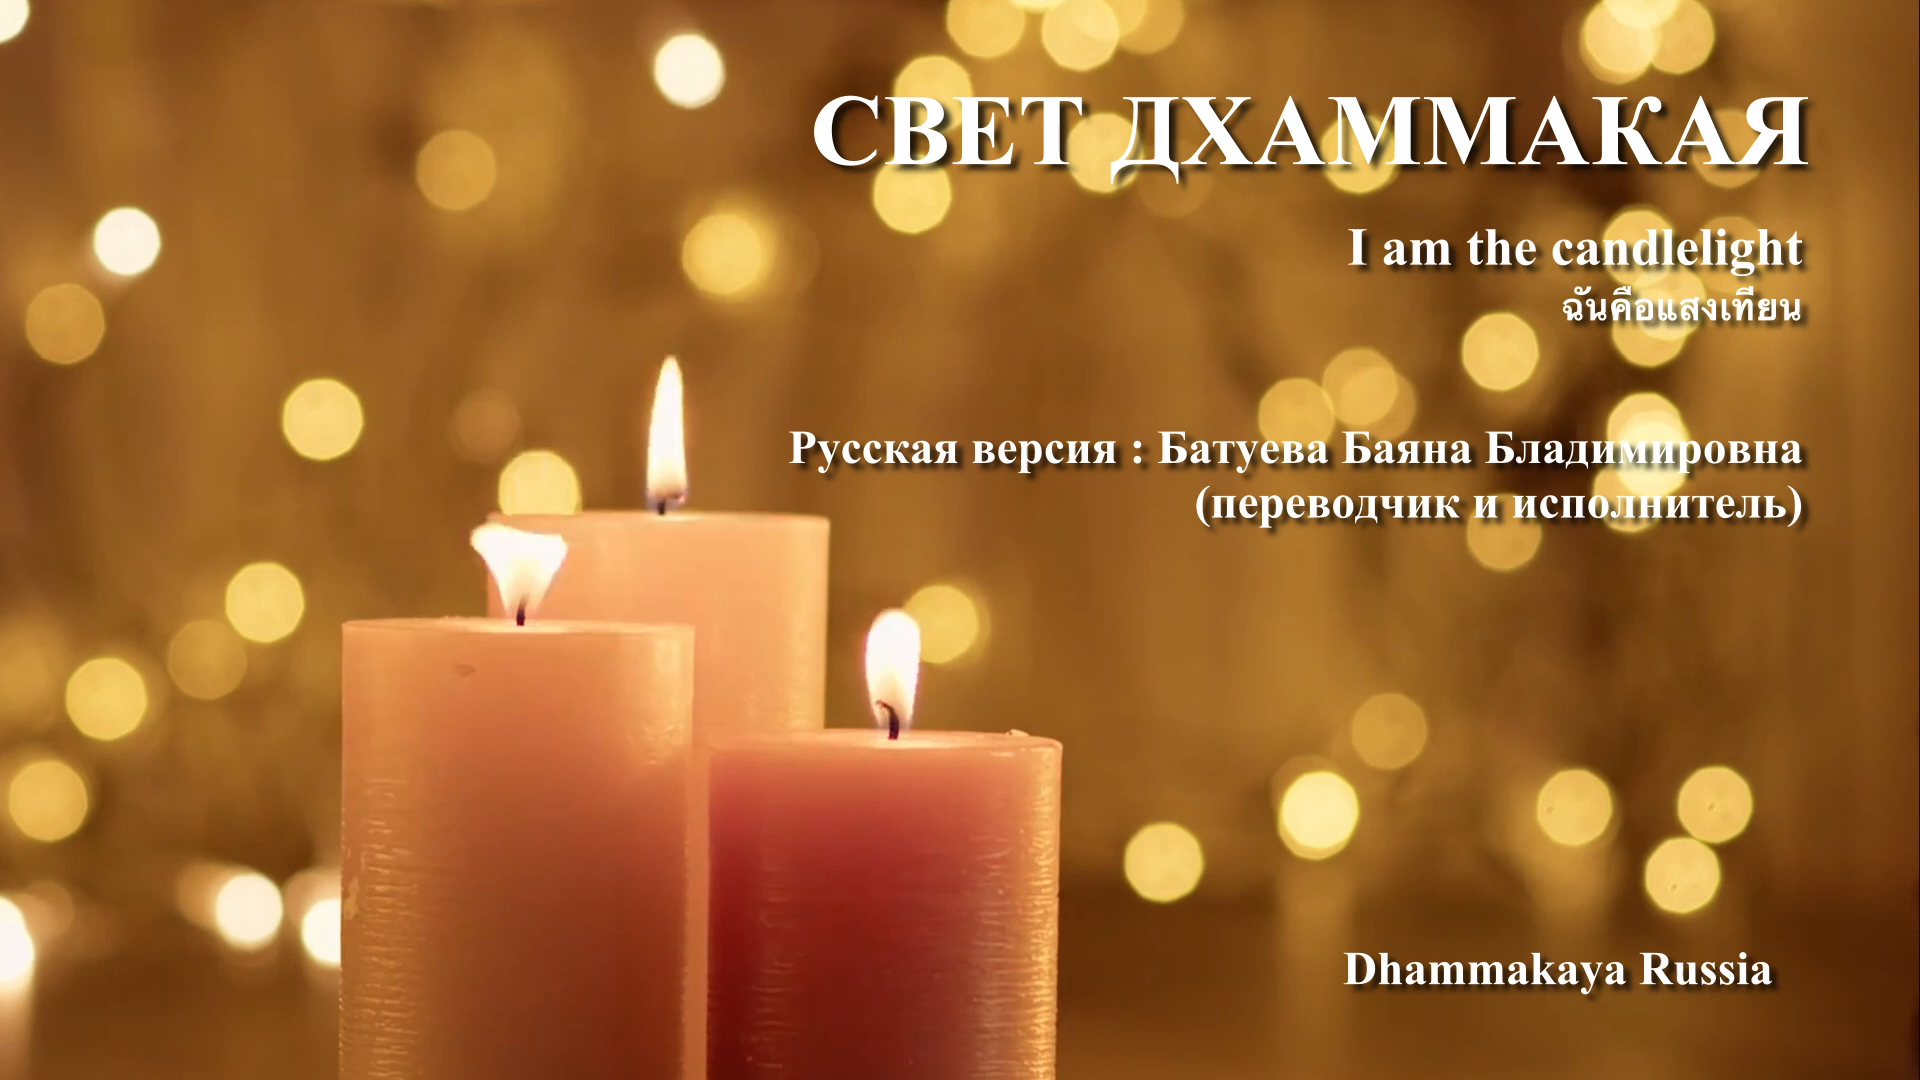 СВЕТ ДХАММАКАЯ
I am the candlelight
ฉันคือแสงเทียน
Русская версия : Батуева Баяна Бладимировна
(переводчик и исполнитель)
Dhammakaya Russia